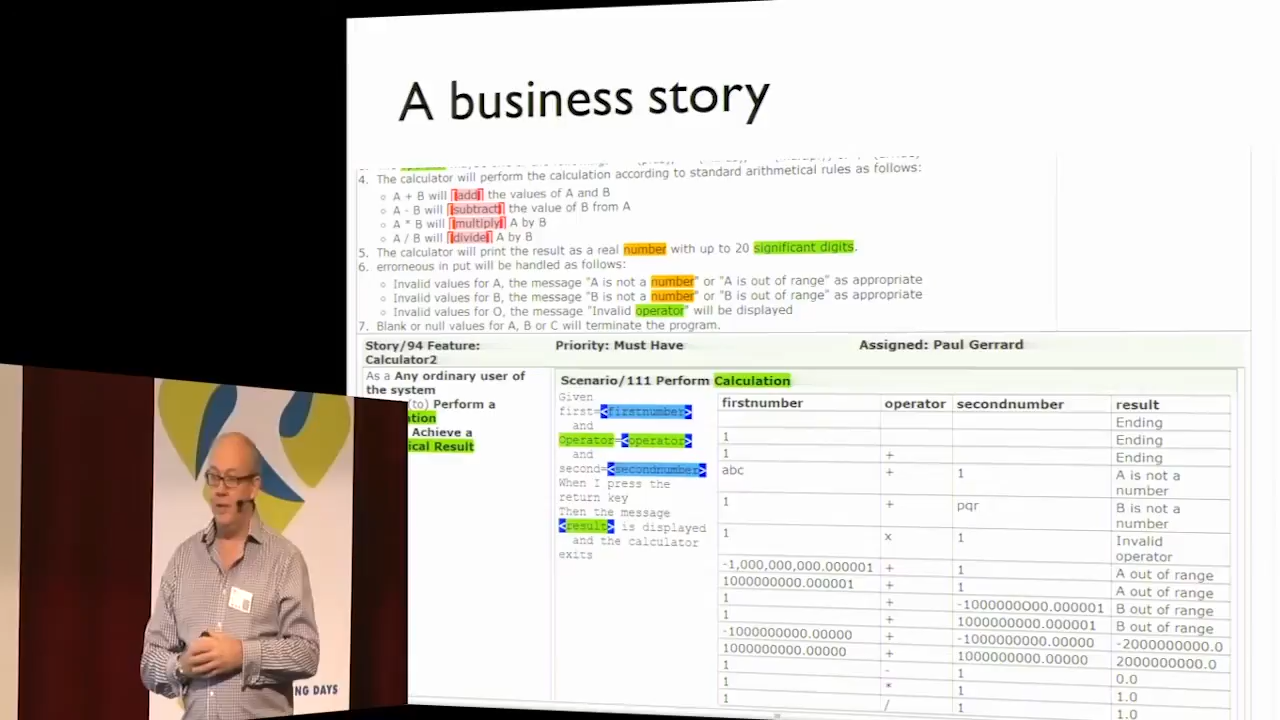 A business story
4. The calculator will perform the calculation according to standard arithmetical rules as follows:
A + B will [add] the values of A and B
A - B will [subtract] the value of B from A
A * B will [multiply] A by B
A / B will [divide] A by B
5. The calculator will print the result as a real number with up to 20 significant digits.
6. errorneous in put will be handled as follows:
Invalid values for A, the message "A is not a number" or "A is out of range" as appropriate
Invalid values for B, the message "B is not a number" or "B is out of range" as appropriate
Invalid values for O, the message "Invalid operator" will be displayed
7. Blank or null values for A, B or C will terminate the program.
Story/94 Feature: Priority: Must Have Assigned: Paul Gerrard
Calculator2
As a Any ordinary user of
the system
(to) Perform a
ation
Achieve a
ical Result
Scenario/111 Perform Calculation
Given
first=<firstnumber>
and
Operator=<operator>
and
second=<secondnumber>
When I press the
return key
Then the message
<result> is displayed
and the calculator
exits
firstnumber operator secondnumber result
Ending
1 Ending
1 + Ending
abc + 1 A is not a
number
1 + pqr B is not a
number
1 x 1 Invalid
operator
-1,000,000,000.000001 + 1 A out of range
1000000000.000001 + 1 A out of range
1 + -1000000000.000001 B out of range
1 + 1000000000.000001 B out of range
-1000000000.00000 + -1000000000.00000 -2000000000.0
1000000000.00000 + 1000000000.00000 2000000000.0
1 - 1 0.0
1 * 1 1.0
1 / 1 1.0
NG DAYS